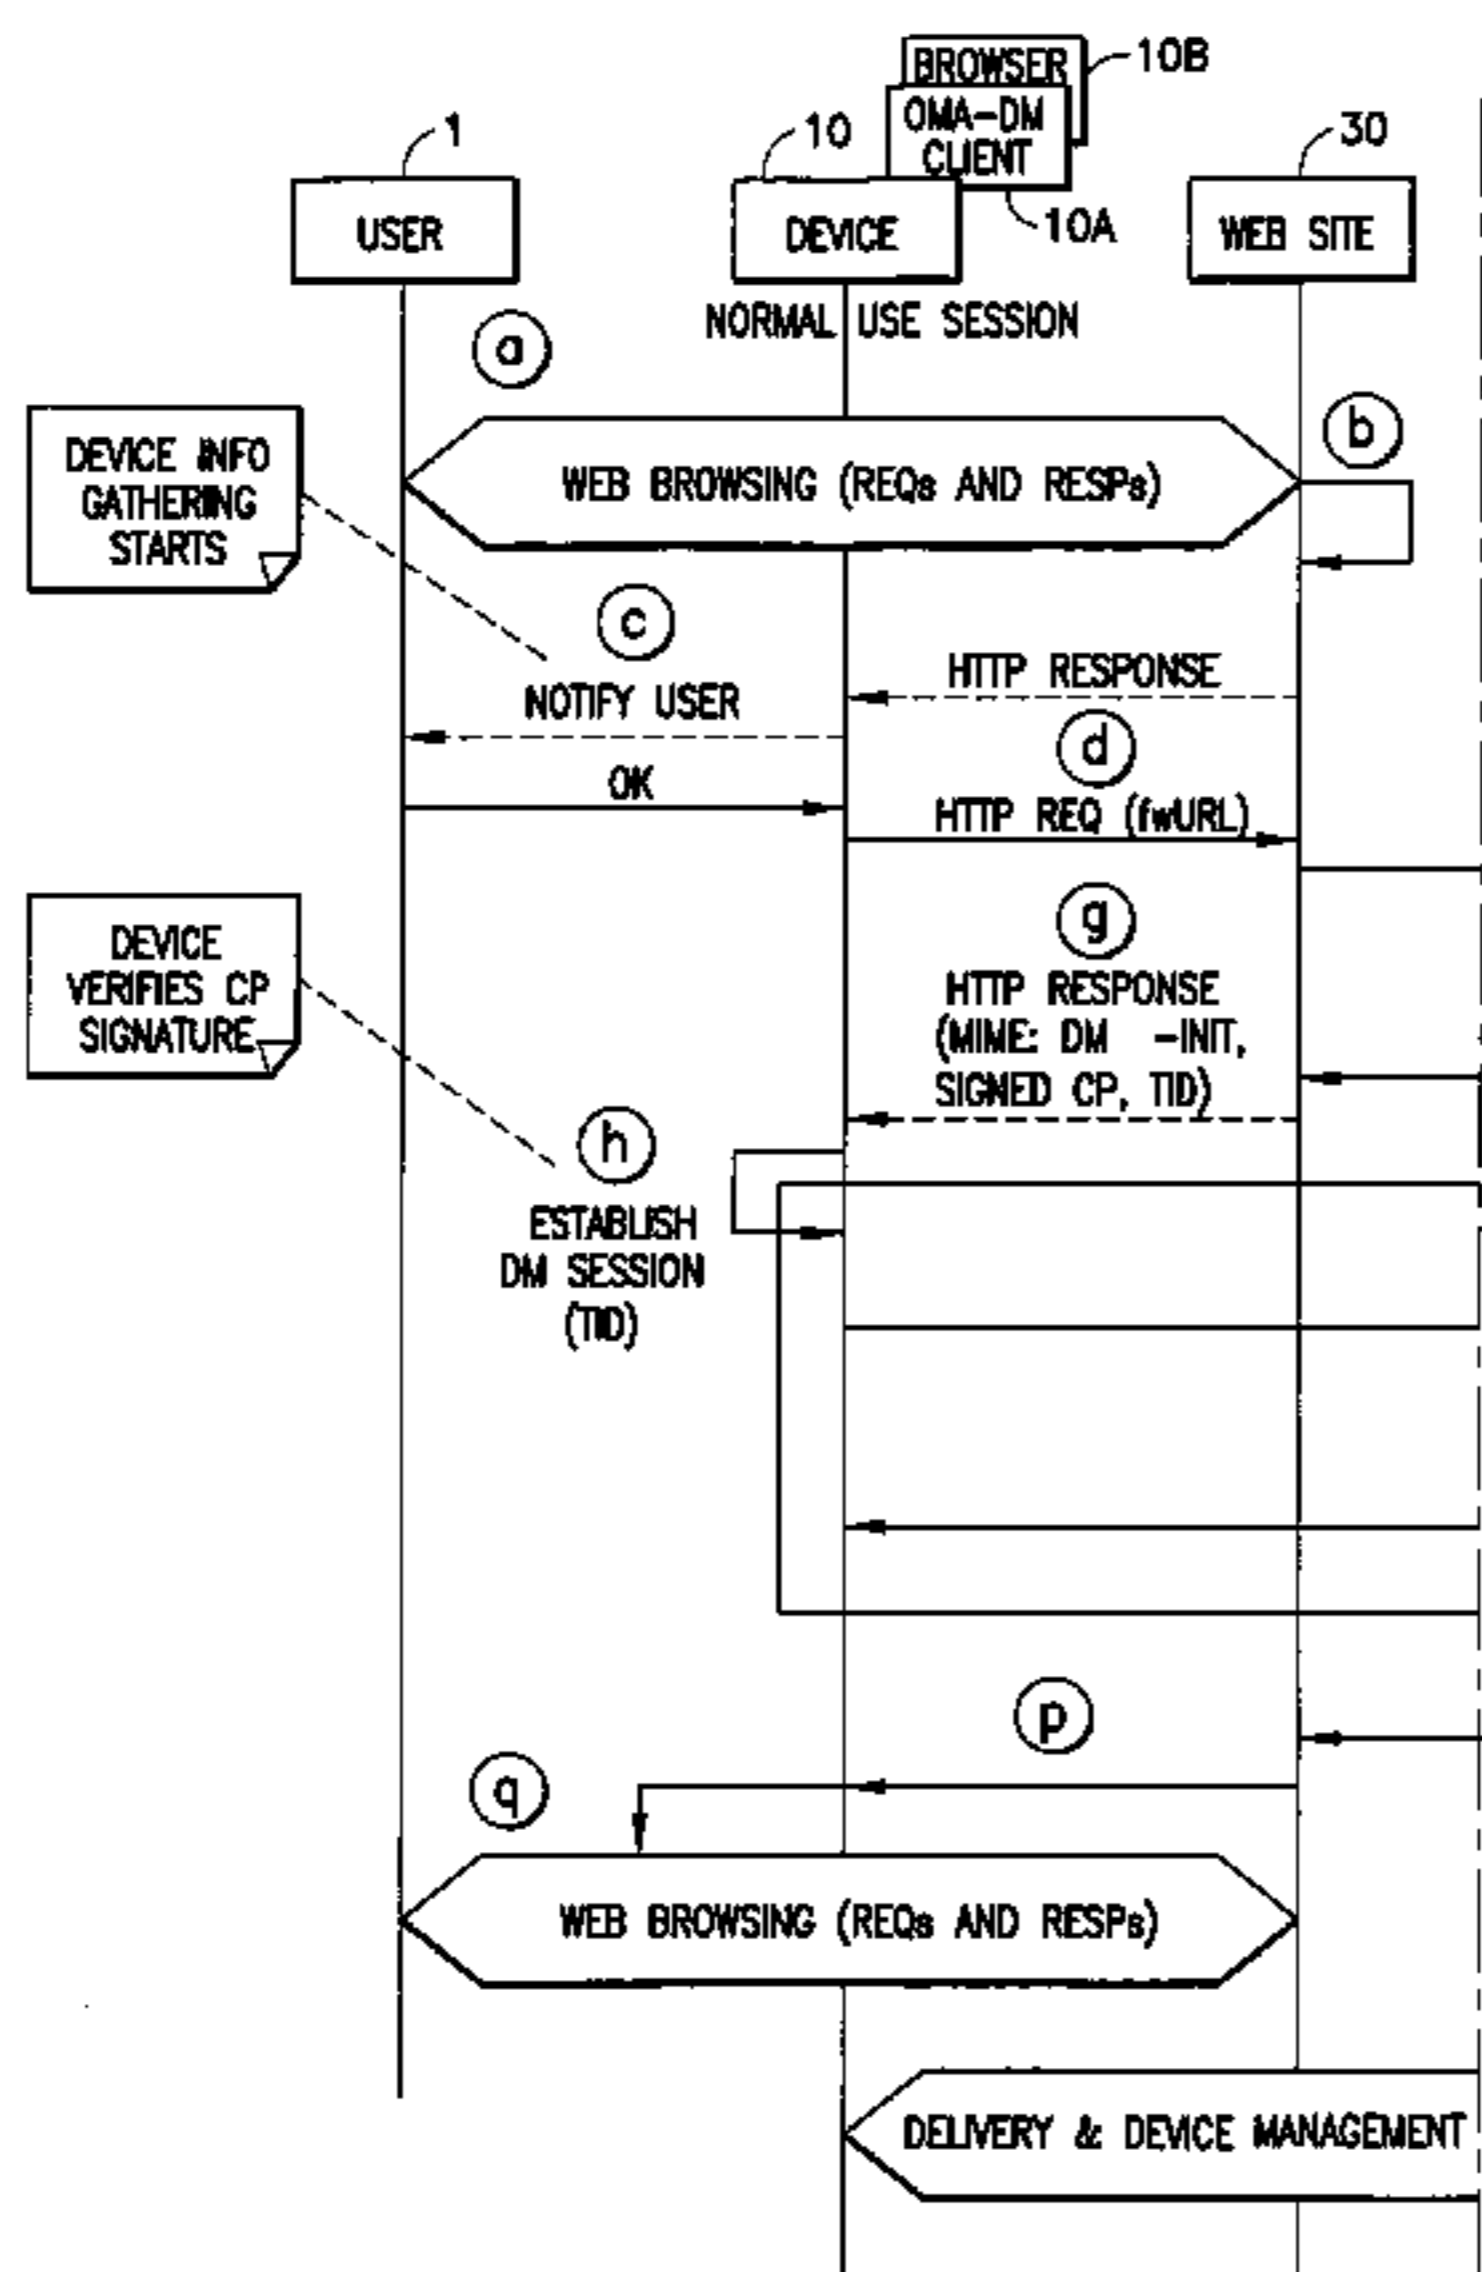 BROWSER
10B
OMA-DM
CLIENT
1
10
30
10A
USER
DEVICE
WEB SITE
NORMAL USE SESSION
a
b
DEVICE INFO
GATHERING
STARTS
WEB BROWSING (REQs AND RESPs)
c
HTTP RESPONSE
NOTIFY USER
d
OK
HTTP REQ (fwURL)
g
DEVICE
VERIFIES CP
SIGNATURE
HTTP RESPONSE
(MIME: DM -INIT,
SIGNED CP, TID)
h
ESTABLISH
DM SESSION
(TID)
p
q
WEB BROWSING (REQs AND RESPs)
DELIVERY & DEVICE MANAGEMENT